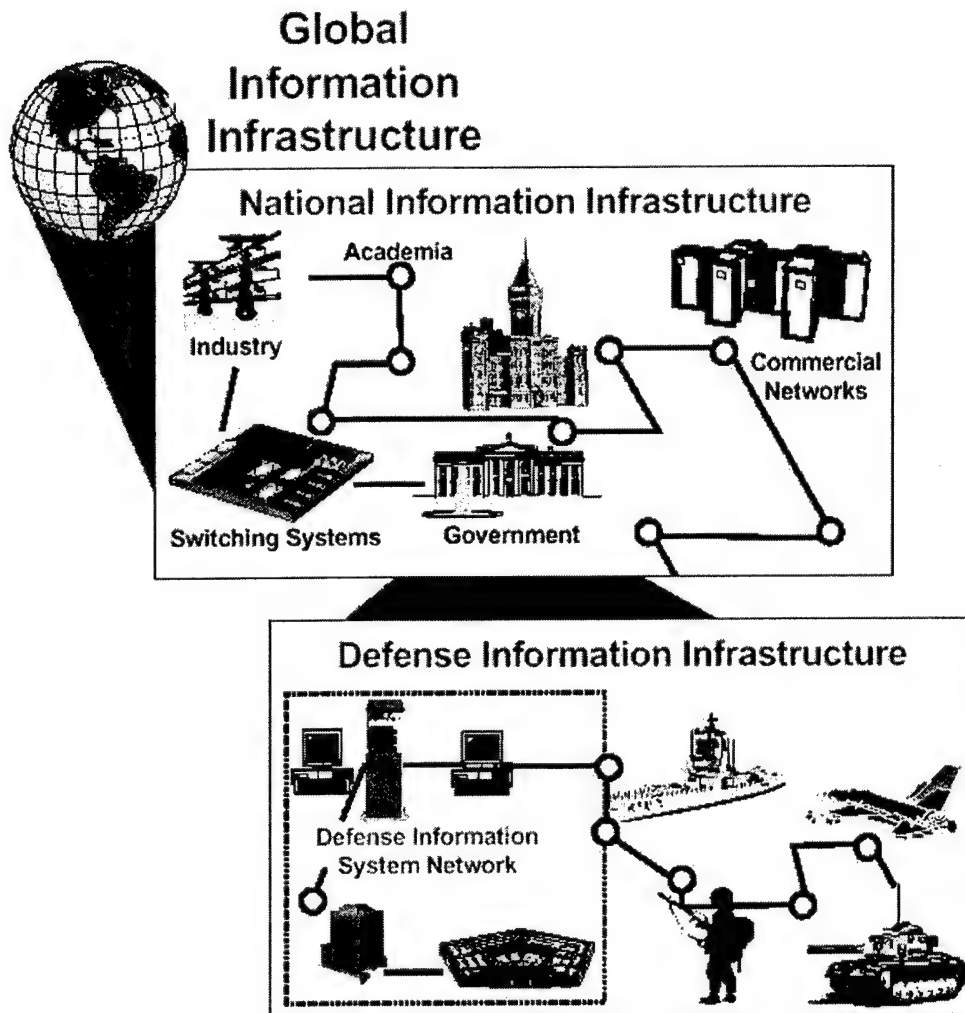 Global
Information
Infrastructure
National Information Infrastructure
Academia
Industry
Commercial
Networks
Switching Systems
Government
Defense Information Infrastructure
Defense Information
System Network